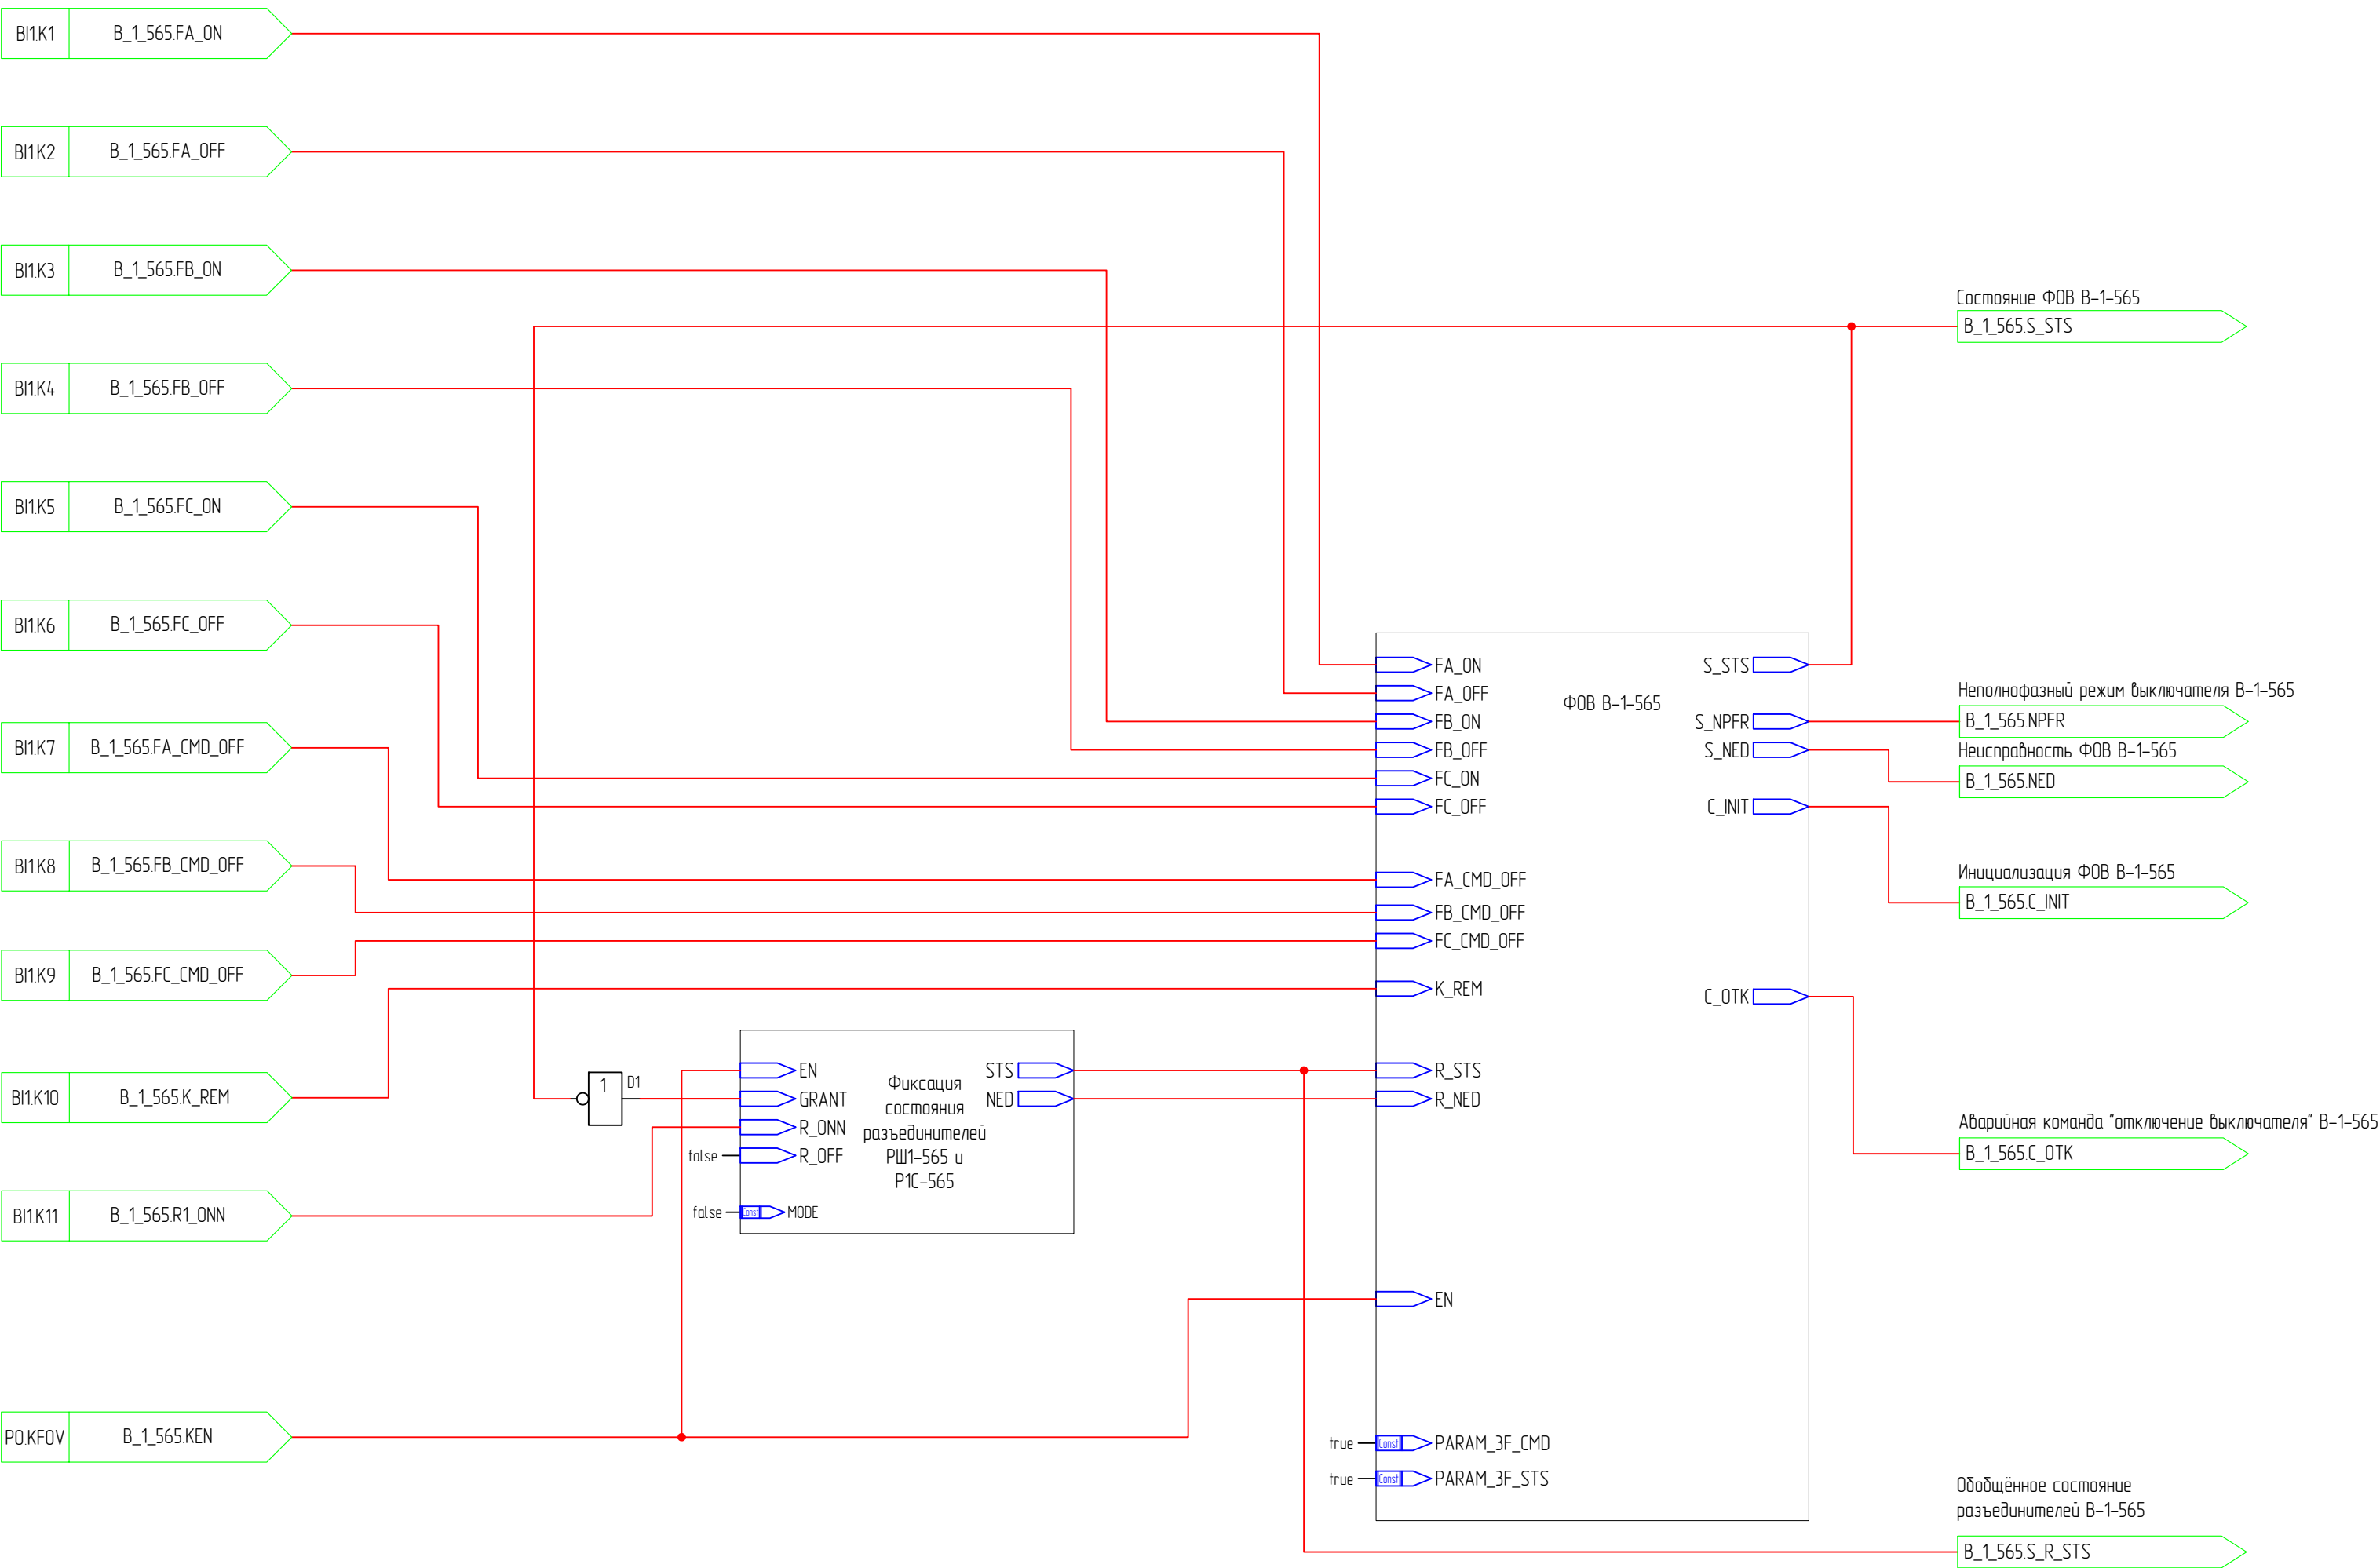 BI1.K1 B_1_565.FA_ON
BI1.K2 B_1_565.FA_OFF
BI1.K3 B_1_565.FB_ON
BI1.K4 B_1_565.FB_OFF
BI1.K5 B_1_565.FC_ON
BI1.K6 B_1_565.FC_OFF
BI1.K7 B_1_565.FA_CMD_OFF
BI1.K8 B_1_565.FB_CMD_OFF
BI1.K9 B_1_565.FC_CMD_OFF
BI1.K10 B_1_565.K_REM
BI1.K11 B_1_565.R1_ONN
PO.KFOV B_1_565.KEN
1 D1
EN
GRANT
R_ONN
false R_OFF
false Const MODE
Фиксация
состояния
разъединителей
РШ1-565 и
Р1С-565
STS
NED
ФОВ В-1-565
FA_ON
FA_OFF
FB_ON
FB_OFF
FC_ON
FC_OFF
FA_CMD_OFF
FB_CMD_OFF
FC_CMD_OFF
K_REM
R_STS
R_NED
EN
true Const PARAM_3F_CMD
true Const PARAM_3F_STS
S_STS
S_NPFR
S_NED
C_INIT
C_OTK
Состояние ФОВ В-1-565
B_1_565.S_STS
Неполнофазный режим выключателя В-1-565
B_1_565.NPFR
Неисправность ФОВ В-1-565
B_1_565.NED
Инициализация ФОВ В-1-565
B_1_565.C_INIT
Аварийная команда "отключение выключателя" В-1-565
B_1_565.C_OTK
Обобщённое состояние
разъединителей В-1-565
B_1_565.S_R_STS